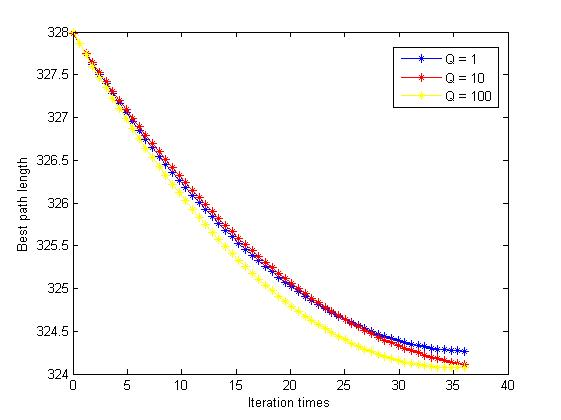 328
327.5
327
326.5
326
325.5
325
324.5
324
Best path length
0 5 10 15 20 25 30 35 40
Iteration times
Q = 1
Q = 10
Q = 100